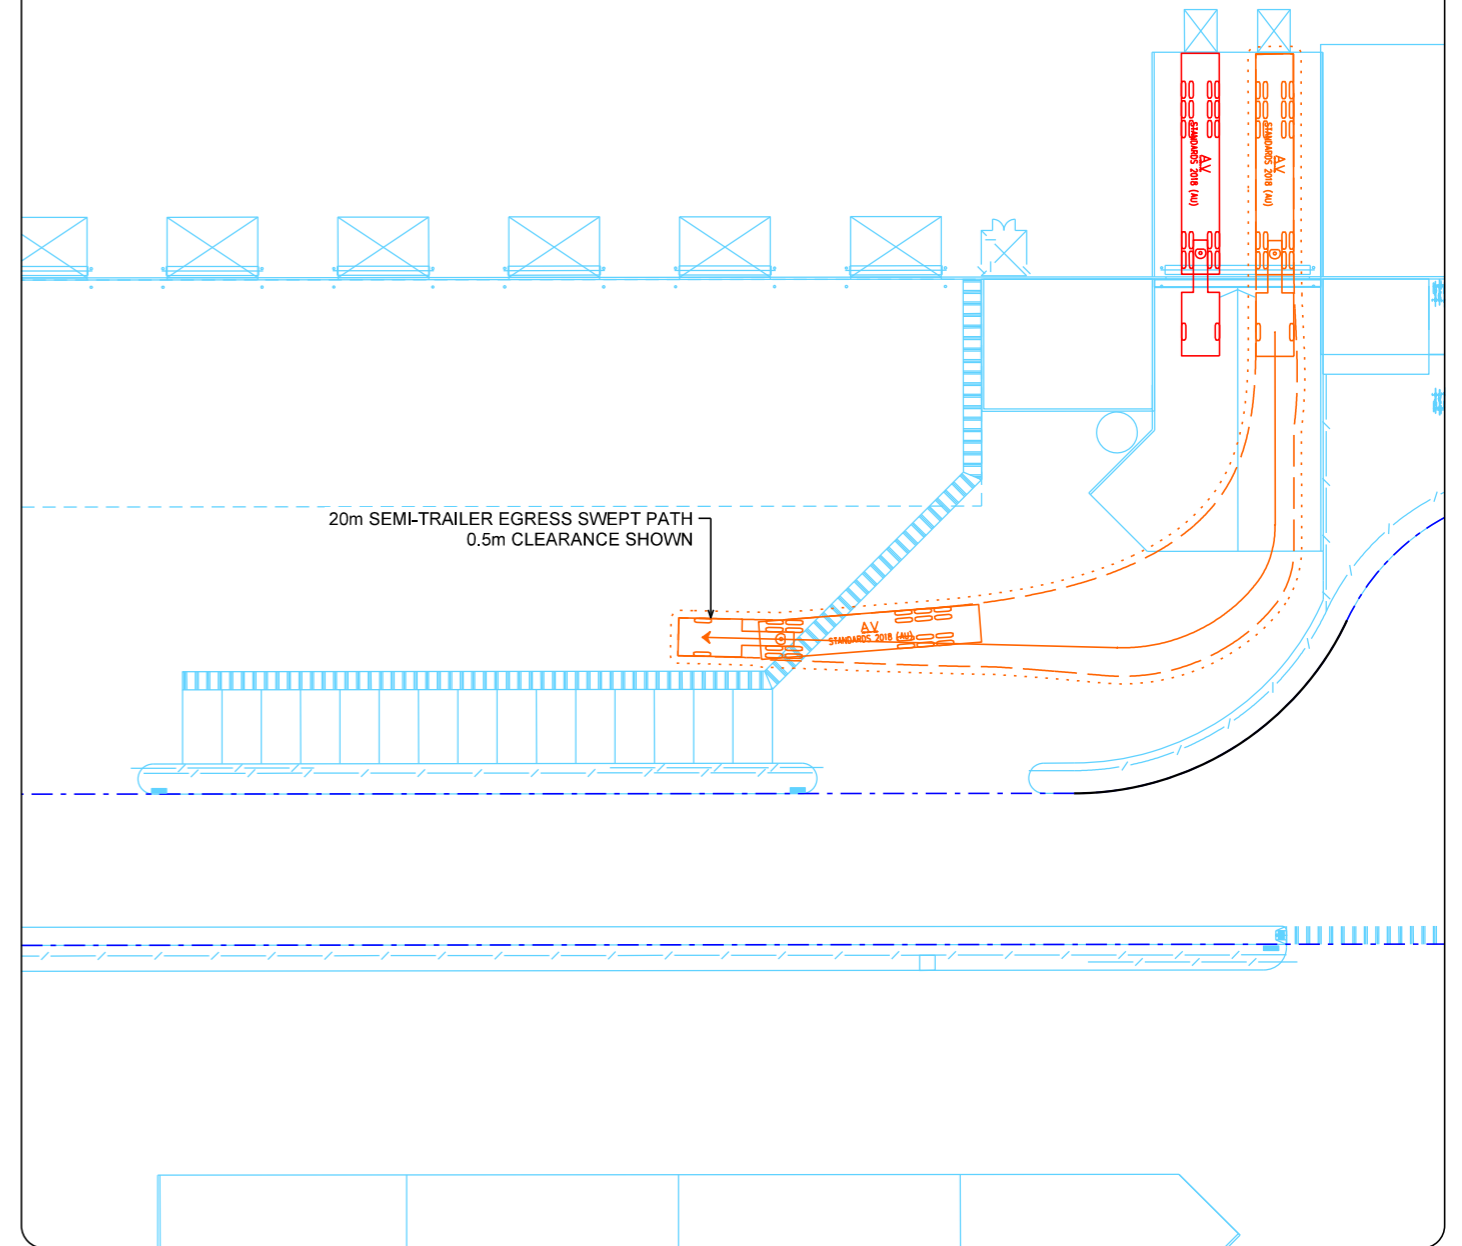 AV
STANDARDS 2018 (AU)
AV
STANDARDS 2018 (AU)
20m SEMI-TRAILER EGRESS SWEPT PATH
0.5m CLEARANCE SHOWN
AV
STANDARDS 2018 (AU)